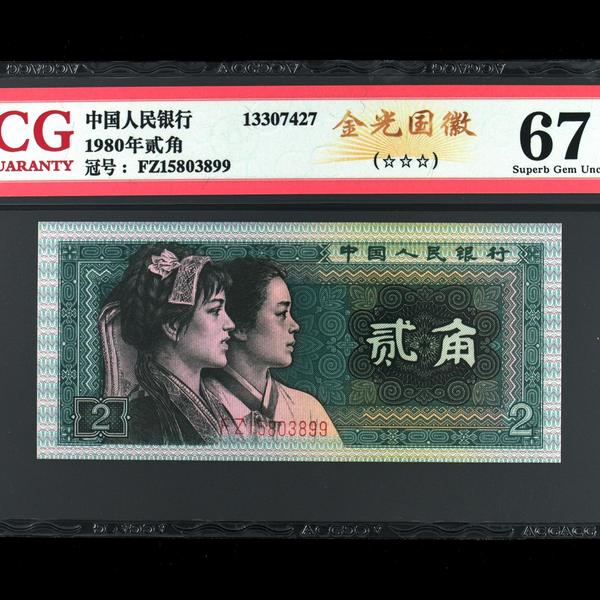 CG
UARANTY
中国人民银行
1980年贰角
冠号：FZ15803899
13307427
金光国徽
(☆☆☆)
67
Superb Gem Unc
中国人民银行
贰角
2
FZ15803899
2